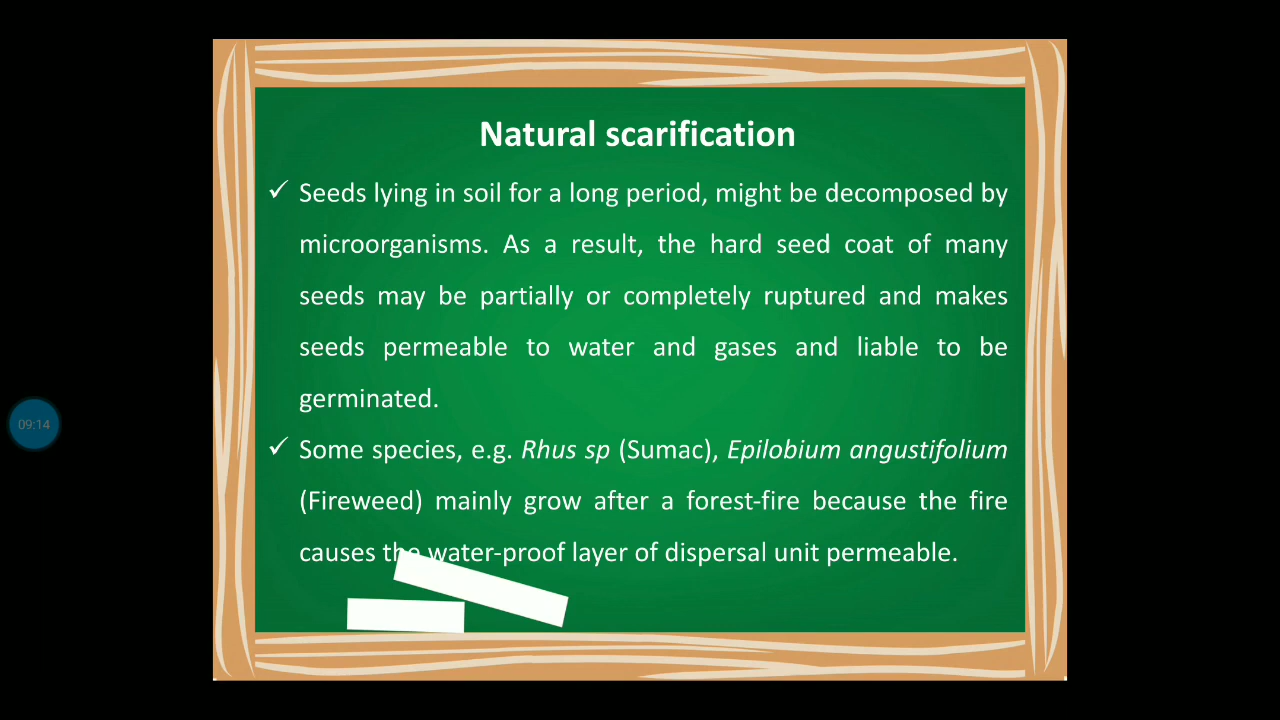 Natural scarification
✓ Seeds lying in soil for a long period, might be decomposed by
microorganisms. As a result, the hard seed coat of many
seeds may be partially or completely ruptured and makes
seeds permeable to water and gases and liable to be
germinated.
✓ Some species, e.g. Rhus sp (Sumac), Epilobium angustifolium
(Fireweed) mainly grow after a forest-fire because the fire
causes the water-proof layer of dispersal unit permeable.
09:14